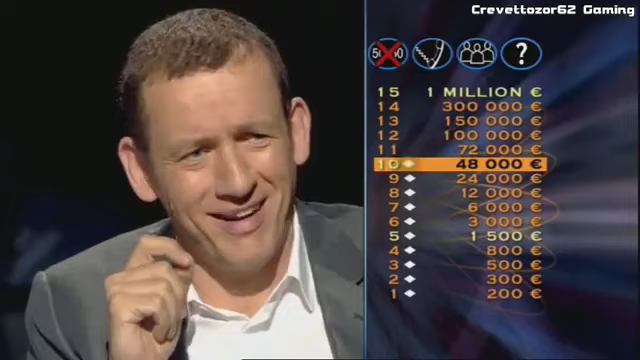 Crevettozor62 Gaming
50 50 ?
15 1 MILLION €
14 300 000 €
13 150 000 €
12 100 000 €
11 72 000 €
10 48 000 €
9 24 000 €
8 12 000 €
7 6 000 €
6 3 000 €
5 1 500 €
4 800 €
3 500 €
2 300 €
1 200 €